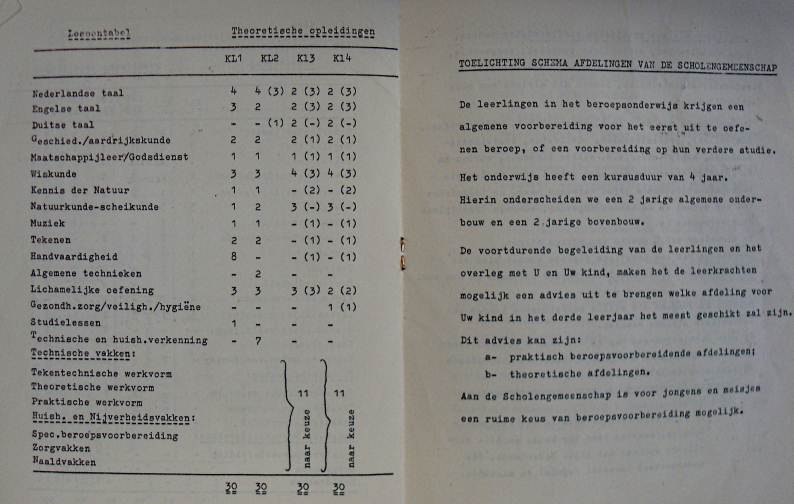 Lessentabel Theoretische opleidingen
KL1 KL2 Kl3 Kl4
Nederlandse taal 4 4 (3) 2 (3) 2 (3)
Engelse taal 3 2 2 (3) 2 (3)
Duitse taal - - (1) 2 (-) 2 (-)
Geschied./aardrijkskunde 2 2 2 (1) 2 (1)
Maatschappijleer/Godsdienst 1 1 1 (1) 1 (1)
Wiskunde 3 3 4 (3) 4 (3)
Kennis der Natuur 1 1 - (2) - (2)
Natuurkunde-scheikunde 1 2 3 (-) 3 (-)
Muziek 1 1 - (1) - (1)
Tekenen 2 2 - (1) - (1)
Handvaardigheid 8 - - (1) - (1)
Algemene technieken - 2 - -
Lichamelijke oefening 3 3 3 (3) 2 (2)
Gezondh.zorg/veiligh./hygiëne - - - 1 (1)
Studielessen 1 - - -
Technische en huish.verkenning - 7 - -
Technische vakken:
Tekentechnische werkvorm
Theoretische werkvorm 11 11
Praktische werkvorm
Huish. en Nijverheidsvakken: naar keuze naar keuze
Spec.beroepsvoorbereiding
Zorgvakken
Naaldvakken
30 30 30 30
TOELICHTING SCHEMA AFDELINGEN VAN DE SCHOLENGEMEENSCHAP
De leerlingen in het beroepsonderwijs krijgen een
algemene voorbereiding voor het eerst uit te oefe-
nen beroep, of een voorbereiding op hun verdere studie.
Het onderwijs heeft een kursusduur van 4 jaar.
Hierin onderscheiden we een 2 jarige algemene onder-
bouw en een 2 jarige bovenbouw.
De voortdurende begeleiding van de leerlingen en het
overleg met U en Uw kind, maken het de leerkrachten
mogelijk een advies uit te brengen welke afdeling voor
Uw kind in het derde leerjaar het meest geschikt zal zijn.
Dit advies kan zijn:
a- praktisch beroepsvoorbereidende afdelingen;
b- theoretische afdelingen.
Aan de Scholengemeenschap is voor jongens en meisjes
een ruime keus van beroepsvoorbereiding mogelijk.